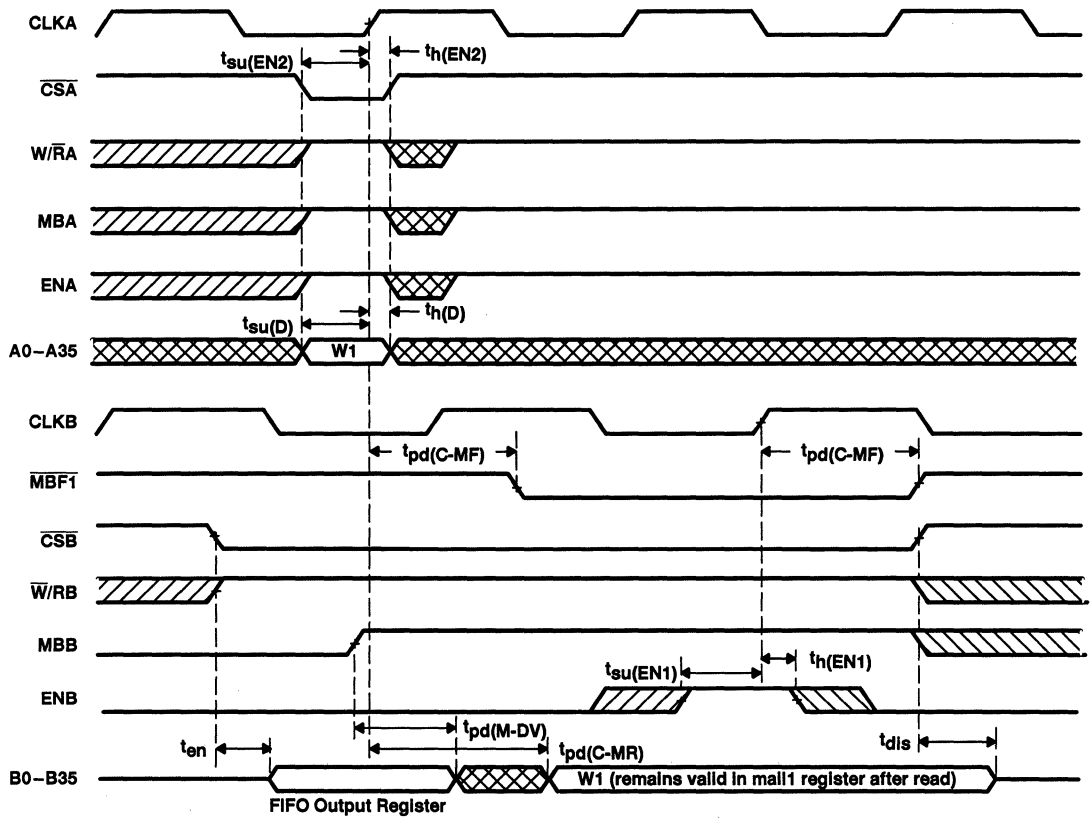 CLKA
tsu(EN2)
th(EN2)
CSA
W/RA
MBA
ENA
tsu(D)
th(D)
A0–A35
W1
CLKB
tpd(C-MF)
tpd(C-MF)
MBF1
CSB
W/RB
MBB
tsu(EN1)
th(EN1)
ENB
tpd(M-DV)
ten
tpd(C-MR)
tdis
B0–B35
W1 (remains valid in mail1 register after read)
FIFO Output Register